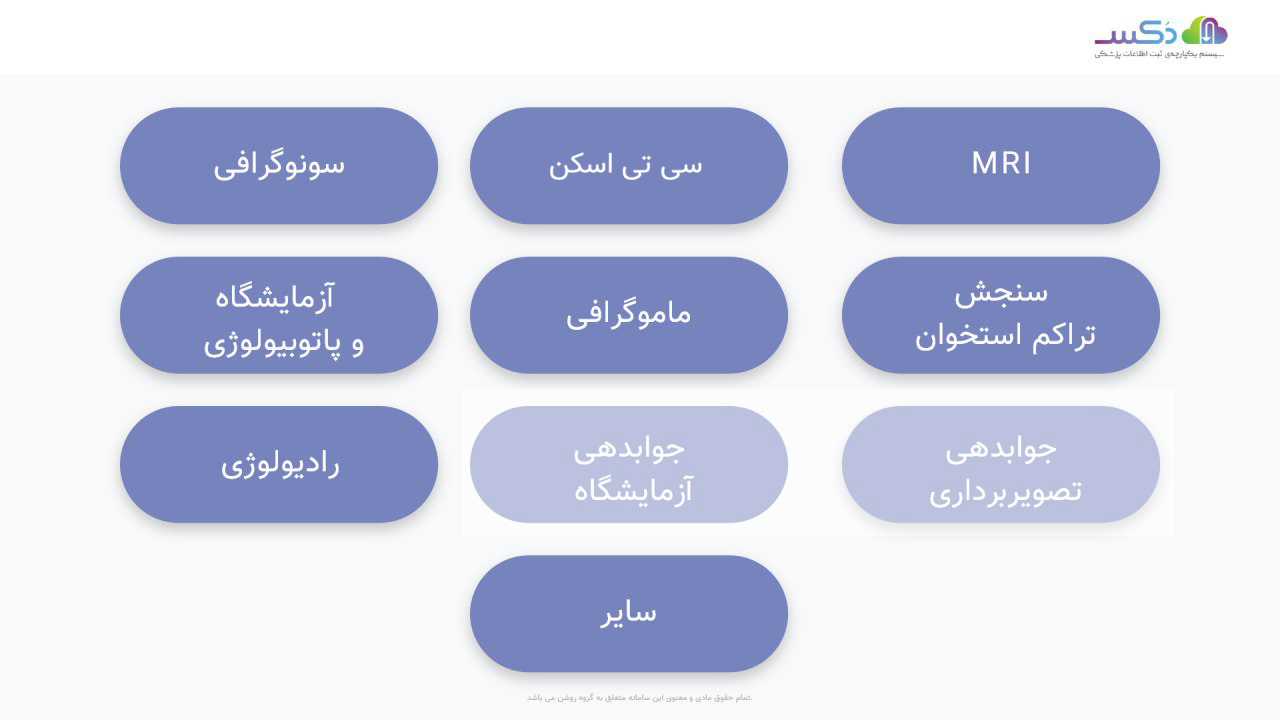 دکسـ
سیستم یکپارچه‌ی ثبت اطلاعات پزشکی
MRI
سی تی اسکن
سونوگرافی
سنجش
تراکم استخوان
ماموگرافی
آزمایشگاه
و پاتوبیولوژی
جوابدهی
تصویربرداری
جوابدهی
آزمایشگاه
رادیولوژی
سایر
تمام حقوق مادی و معنوی این سامانه متعلق به گروه روشن می باشد.